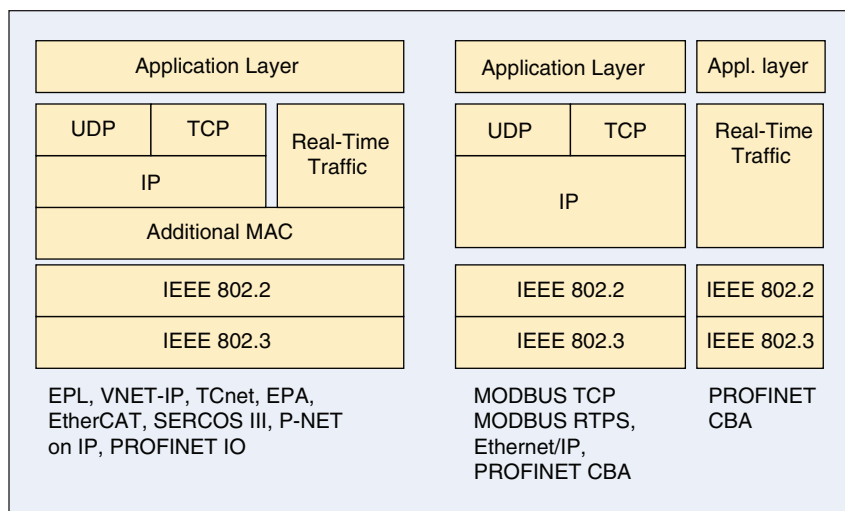 Application Layer
UDP
TCP
Real-Time
Traffic
IP
Additional MAC
IEEE 802.2
IEEE 802.3
EPL, VNET-IP, TCnet, EPA,
EtherCAT, SERCOS III, P-NET
on IP, PROFINET IO
Application Layer
UDP
TCP
IP
IEEE 802.2
IEEE 802.3
MODBUS TCP
MODBUS RTPS,
Ethernet/IP,
PROFINET CBA
Appl. layer
Real-Time
Traffic
IEEE 802.2
IEEE 802.3
PROFINET
CBA